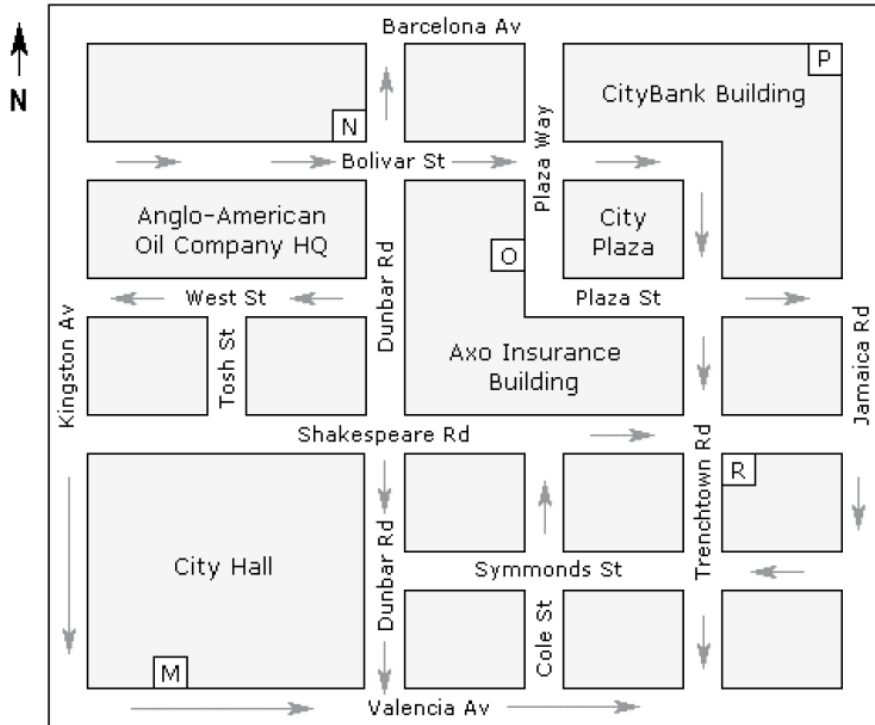 Barcelona Av
N
P
CityBank Building
N
Plaza Way
Bolivar St
Anglo-American
Oil Company HQ
City
Plaza
O
Dunbar Rd
West St
Plaza St
Kingston Av
Tosh St
Axo Insurance
Building
Jamaica Rd
Shakespeare Rd
Trenchtown Rd
R
City Hall
Dunbar Rd
Symmonds St
Cole St
M
Valencia Av